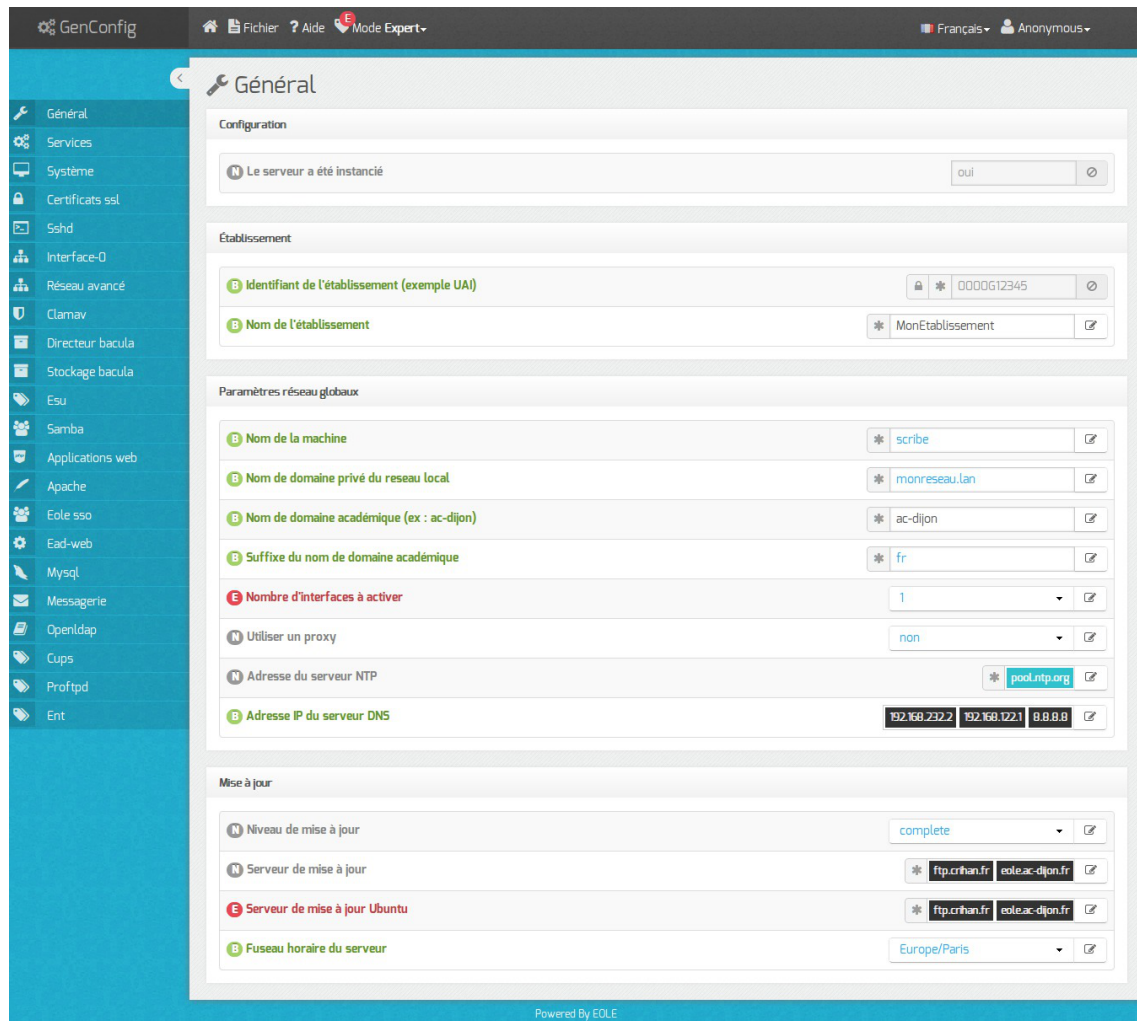 GenConfig
Fichier ? Aide E Mode Expert
Français Anonymous
Général
Services
Système
Certificats ssl
Sshd
Interface-0
Réseau avancé
Clamav
Directeur bacula
Stockage bacula
Esu
Samba
Applications web
Apache
Eole sso
Ead-web
Mysql
Messagerie
Openldap
Cups
Proftpd
Ent
Général
Configuration
N Le serveur a été instancié oui
Établissement
B Identifiant de l'établissement (exemple UAI) 0000G12345
B Nom de l'établissement MonEtablissement
Paramètres réseau globaux
B Nom de la machine scribe
B Nom de domaine privé du reseau local monreseau.lan
B Nom de domaine académique (ex : ac-dijon) ac-dijon
B Suffixe du nom de domaine académique fr
E Nombre d'interfaces à activer 1
N Utiliser un proxy non
N Adresse du serveur NTP pool.ntp.org
B Adresse IP du serveur DNS 192.168.232.2 192.168.122.1 8.8.8.8
Mise à jour
N Niveau de mise à jour complete
N Serveur de mise à jour ftp.crihan.fr eole.ac-dijon.fr
E Serveur de mise à jour Ubuntu ftp.crihan.fr eole.ac-dijon.fr
B Fuseau horaire du serveur Europe/Paris
Powered By EOLE